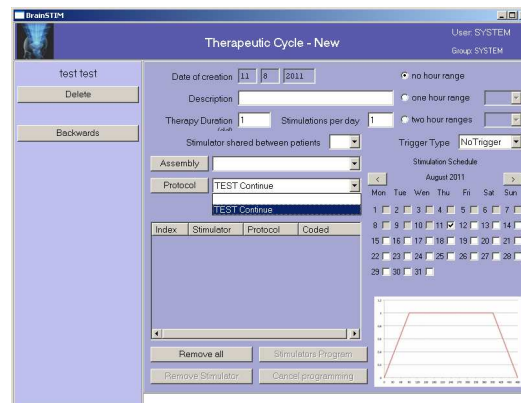 BrainSTIM
Therapeutic Cycle - New
User: SYSTEM
Group: SYSTEM
test test
Delete
Backwards
Date of creation 11 8 2011
Description
Therapy Duration 1 Stimulations per day 1
Stimulator shared between patients
Assembly
Protocol TEST Continue
TEST Continue
Index Stimulator Protocol Coded
Remove all Stimulators Program
Remove Stimulator Cancel programming
no hour range
one hour range
two hour ranges
Trigger Type NoTrigger
Stimulation Schedule
< August 2011 >
Mon Tue Wen Thu Fri Sat Sun
1 2 3 4 5 6 7
8 9 10 11 12 13 14
15 16 17 18 19 20 21
22 23 24 25 26 27 28
29 30 31